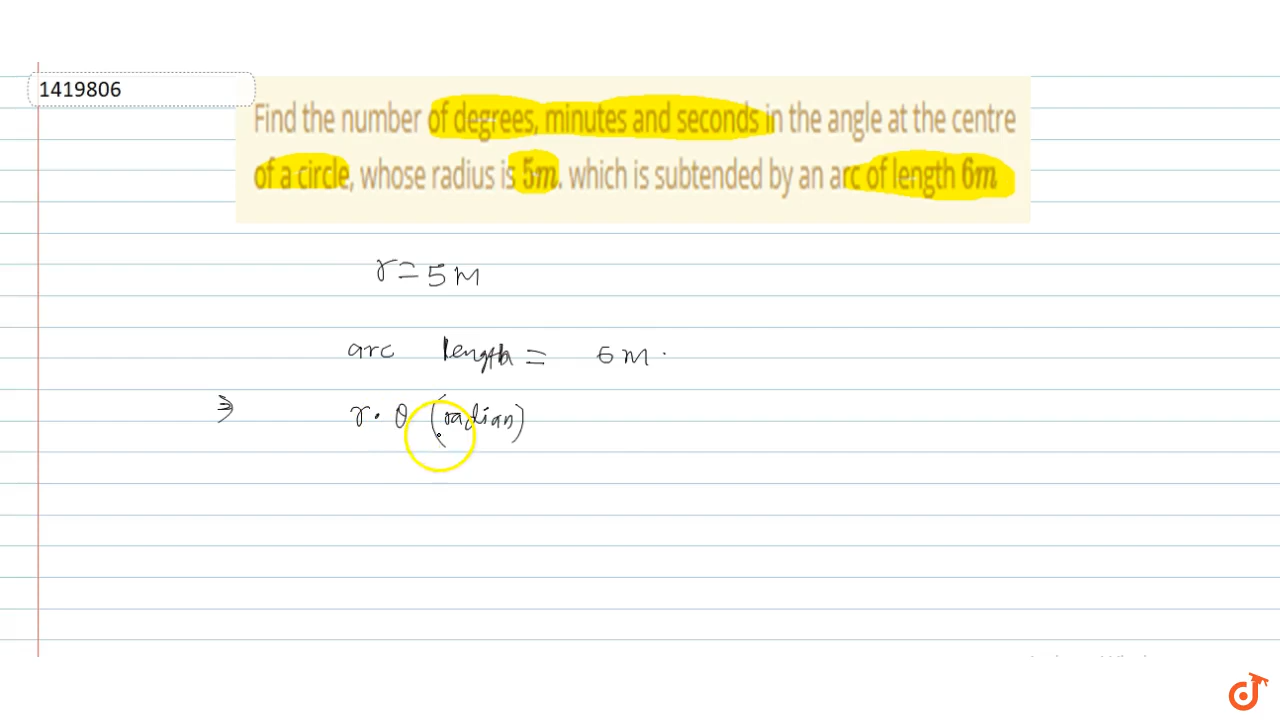 1419806
Find the number of degrees, minutes and seconds in the angle at the centre
of a circle, whose radius is 5m. which is subtended by an arc of length 6m
r = 5 m
arc length = 6 m.
⇒ r · θ (radian)